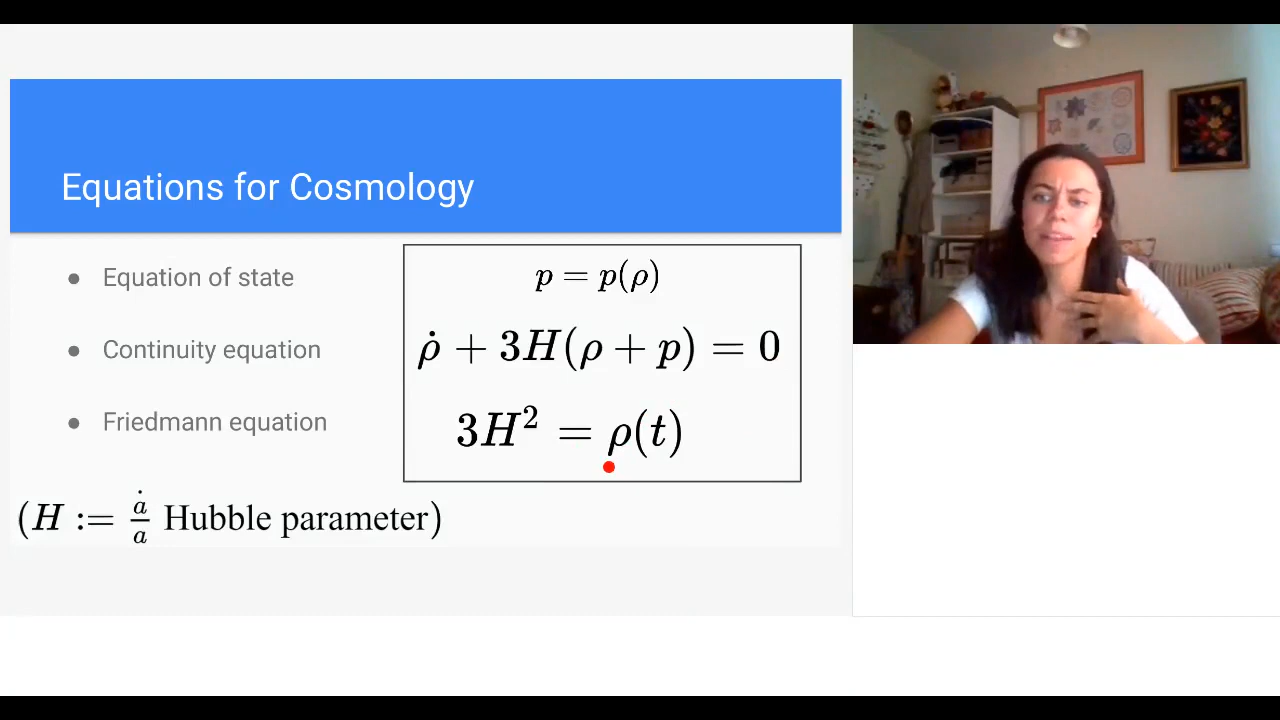 Equations for Cosmology
● Equation of state
p = p(ρ)
● Continuity equation
ρ̇ + 3H(ρ + p) = 0
● Friedmann equation
3H² = ρ(t)
(H := ȧ/a Hubble parameter)